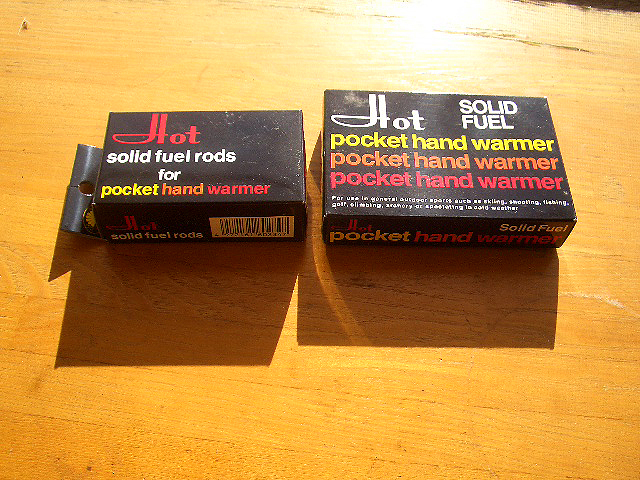 Hot
solid fuel rods
for
pocket hand warmer
Hot
solid fuel rods
Hot
SOLID
FUEL
pocket hand warmer
pocket hand warmer
pocket hand warmer
For use in general outdoor sports such as skiing, shooting, fishing,
golf, climbing, archery or spectating in cold weather
Hot
Solid Fuel
pocket hand warmer